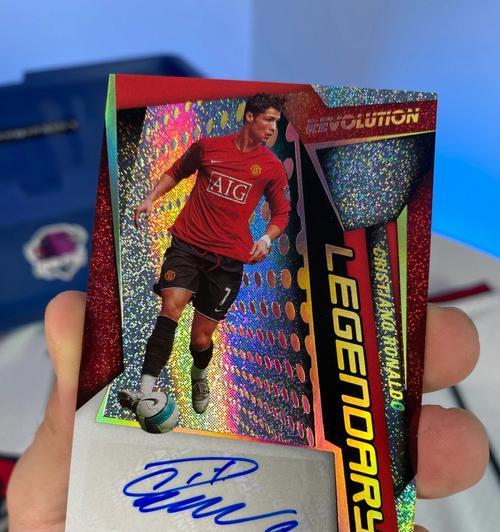 REVOLUTION
AIG
7
LEGENDARY
CRISTIANO RONALDO